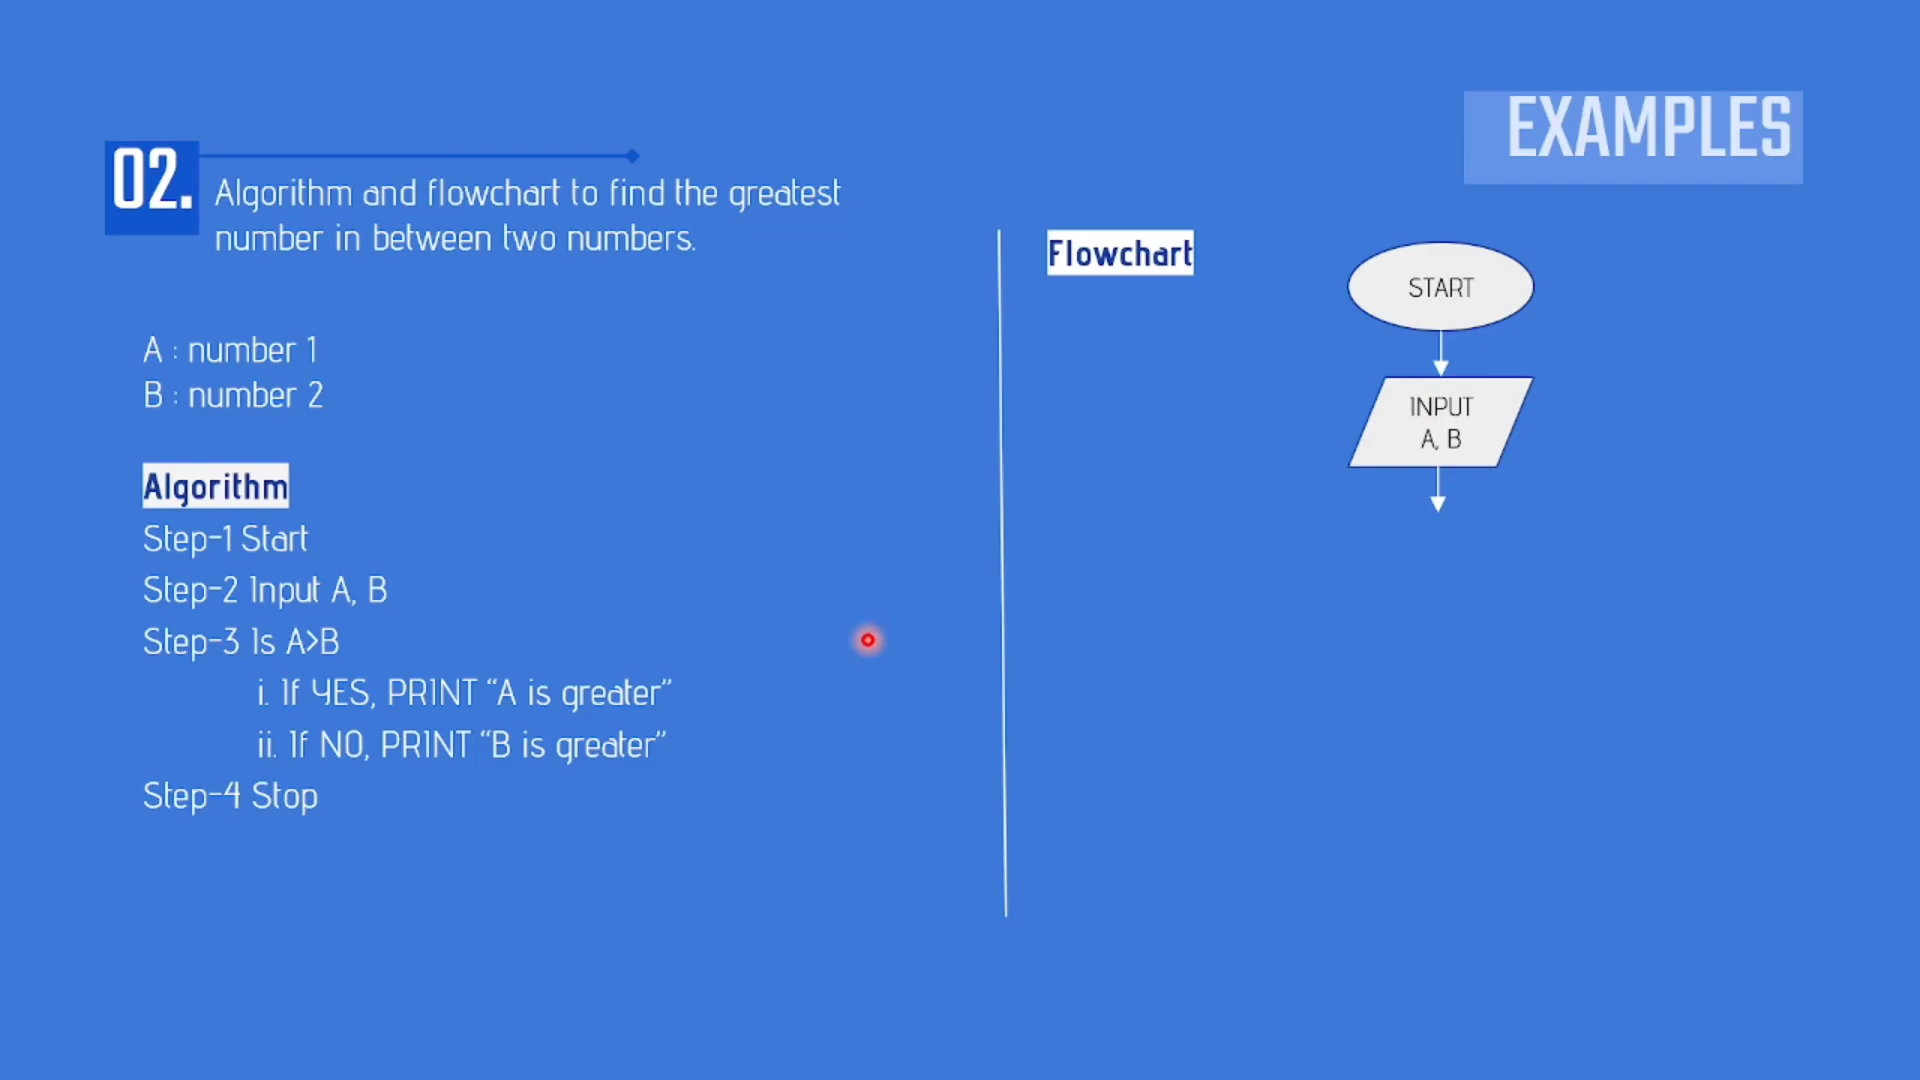 EXAMPLES
02.
Algorithm and flowchart to find the greatest
number in between two numbers.
A : number 1
B : number 2
Algorithm
Step-1 Start
Step-2 Input A, B
Step-3 Is A>B
i. If YES, PRINT “A is greater”
ii. If NO, PRINT “B is greater”
Step-4 Stop
Flowchart
START
INPUT
A, B